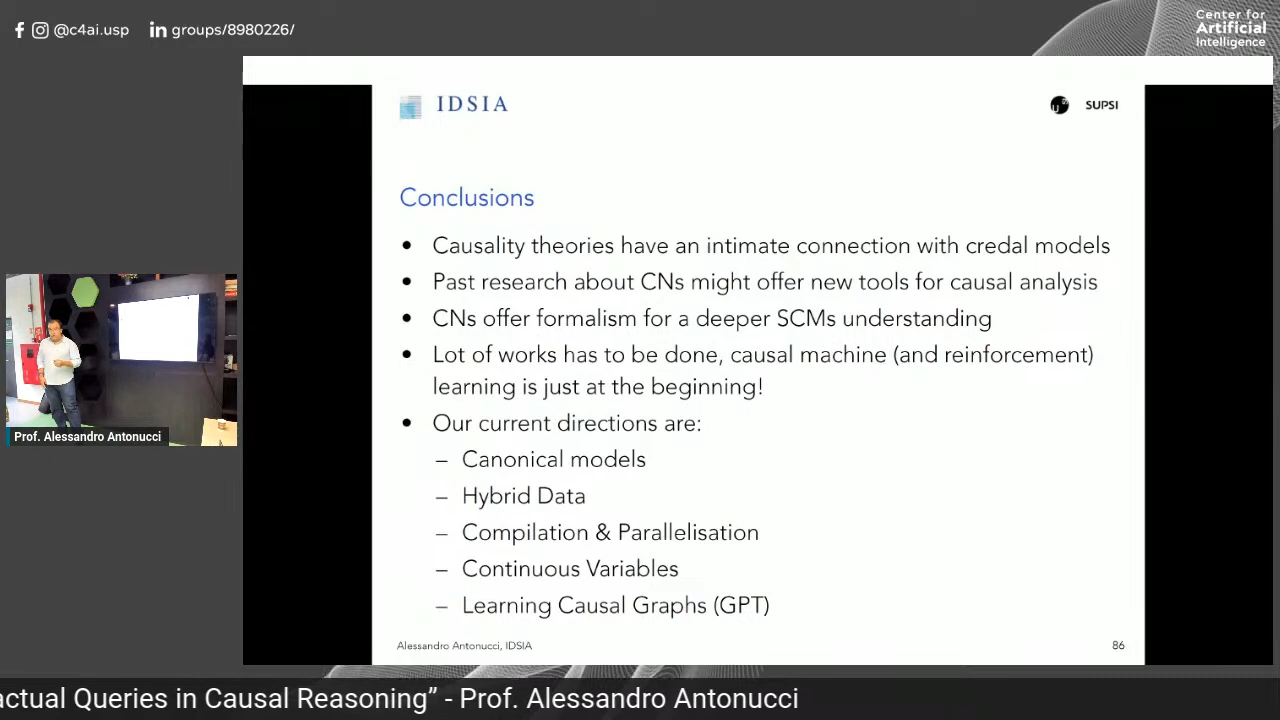 @c4ai.usp
groups/8980226/
Center for
Artificial
Intelligence
IDSIA
SUPSI
Conclusions
• Causality theories have an intimate connection with credal models
• Past research about CNs might offer new tools for causal analysis
• CNs offer formalism for a deeper SCMs understanding
• Lot of works has to be done, causal machine (and reinforcement)
learning is just at the beginning!
• Our current directions are:
– Canonical models
– Hybrid Data
– Compilation & Parallelisation
– Continuous Variables
– Learning Causal Graphs (GPT)
Alessandro Antonucci, IDSIA
86
Prof. Alessandro Antonucci
actual Queries in Causal Reasoning” - Prof. Alessandro Antonucci